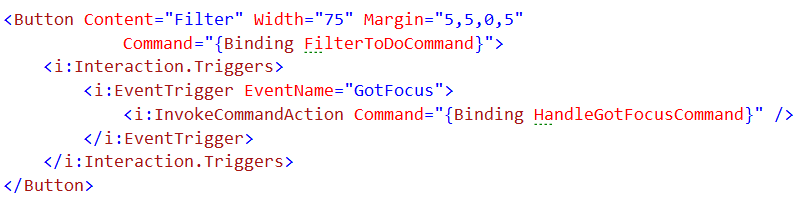 <Button Content="Filter" Width="75" Margin="5,5,0,5"
Command="{Binding FilterToDoCommand}">
<i:Interaction.Triggers>
<i:EventTrigger EventName="GotFocus">
<i:InvokeCommandAction Command="{Binding HandleGotFocusCommand}" />
</i:EventTrigger>
</i:Interaction.Triggers>
</Button>